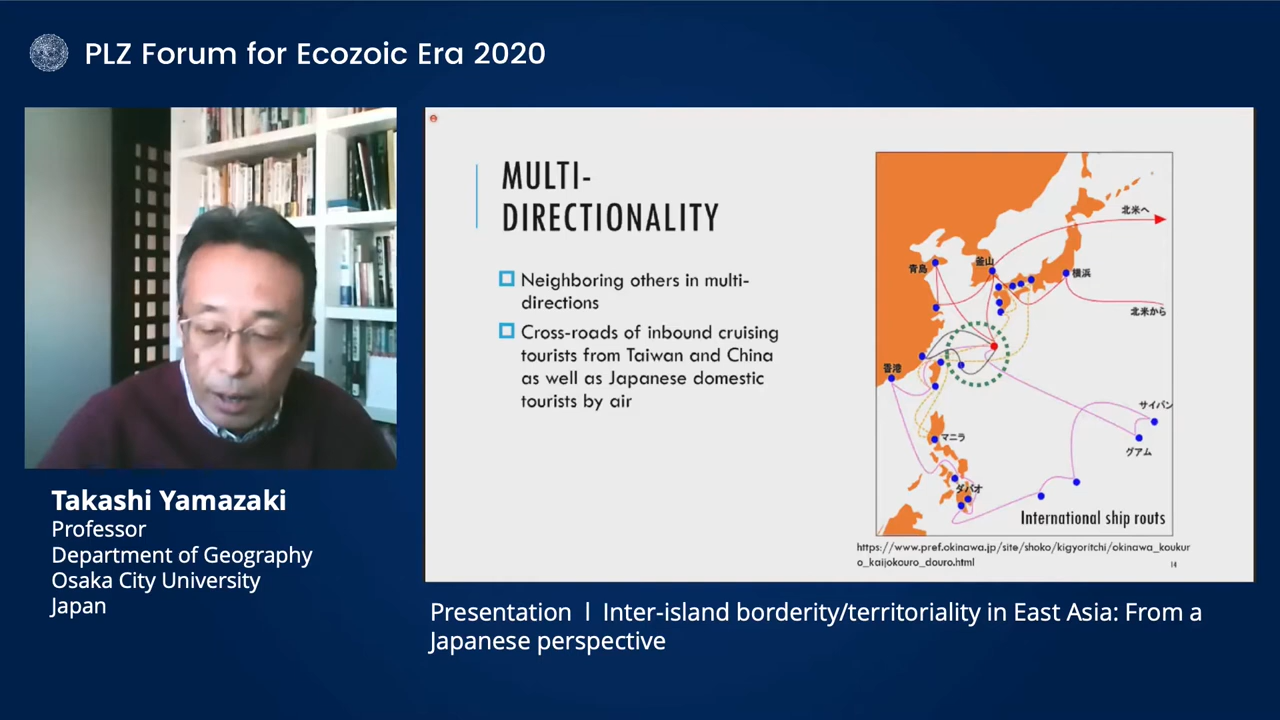 PLZ Forum for Ecozoic Era 2020
MULTI-
DIRECTIONALITY
Neighboring others in multi-
directions
Cross-roads of inbound cruising
tourists from Taiwan and China
as well as Japanese domestic
tourists by air
北米へ
青島
釜山
横浜
北米から
香港
サイパン
マニラ
グアム
ダバオ
International ship routs
https://www.pref.okinawa.jp/site/shoko/kigyoritchi/okinawa_koukur
o_kaijokouro_douro.html
14
Takashi Yamazaki
Professor
Department of Geography
Osaka City University
Japan
Presentation | Inter-island borderity/territoriality in East Asia: From a
Japanese perspective